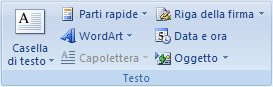 Casella
di testo
Parti rapide
WordArt
Capolettera
Riga della firma
Data e ora
Oggetto
Testo